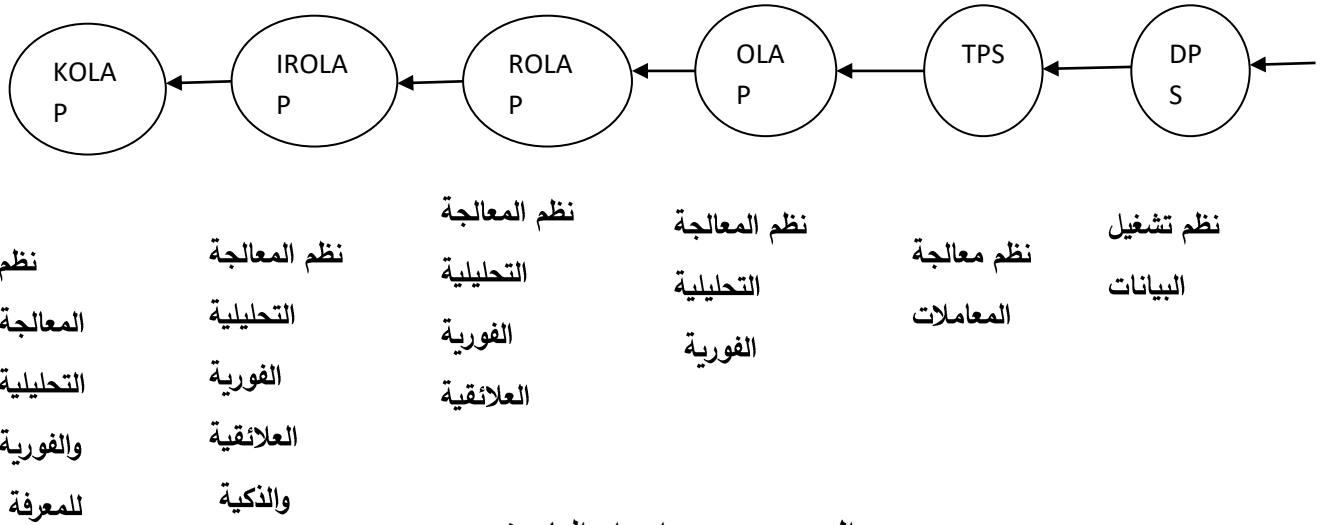 DP
S
TPS
OLA
P
ROLA
P
IROLA
P
KOLA
P
نظم تشغيل
البيانات
نظم معالجة
المعاملات
نظم المعالجة
التحليلية
الفورية
نظم المعالجة
التحليلية
الفورية
العلائقية
نظم المعالجة
التحليلية
الفورية
العلائقية
والذكية
نظم
المعالجة
التحليلية
والفورية
للمعرفة